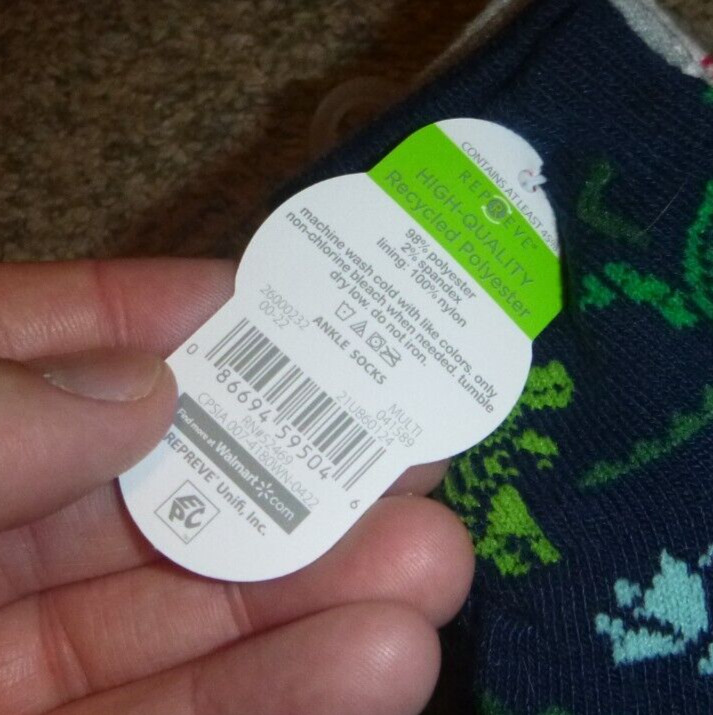 CONTAINS AT LEAST 45%
REPREVE®
HIGH-QUALITY
Recycled Polyester
98% polyester
2% spandex
lining: 100% nylon
machine wash cold with like colors. only
non-chlorine bleach when needed. tumble
dry low. do not iron.
26000232
00-22
ANKLE SOCKS
MULTI
041589
21U860124
0 86694 59504 6
RN#52469
CPSIA 007-4180WN-0422
Find more at Walmart.com
REPREVE® Unifi, Inc.
EPC